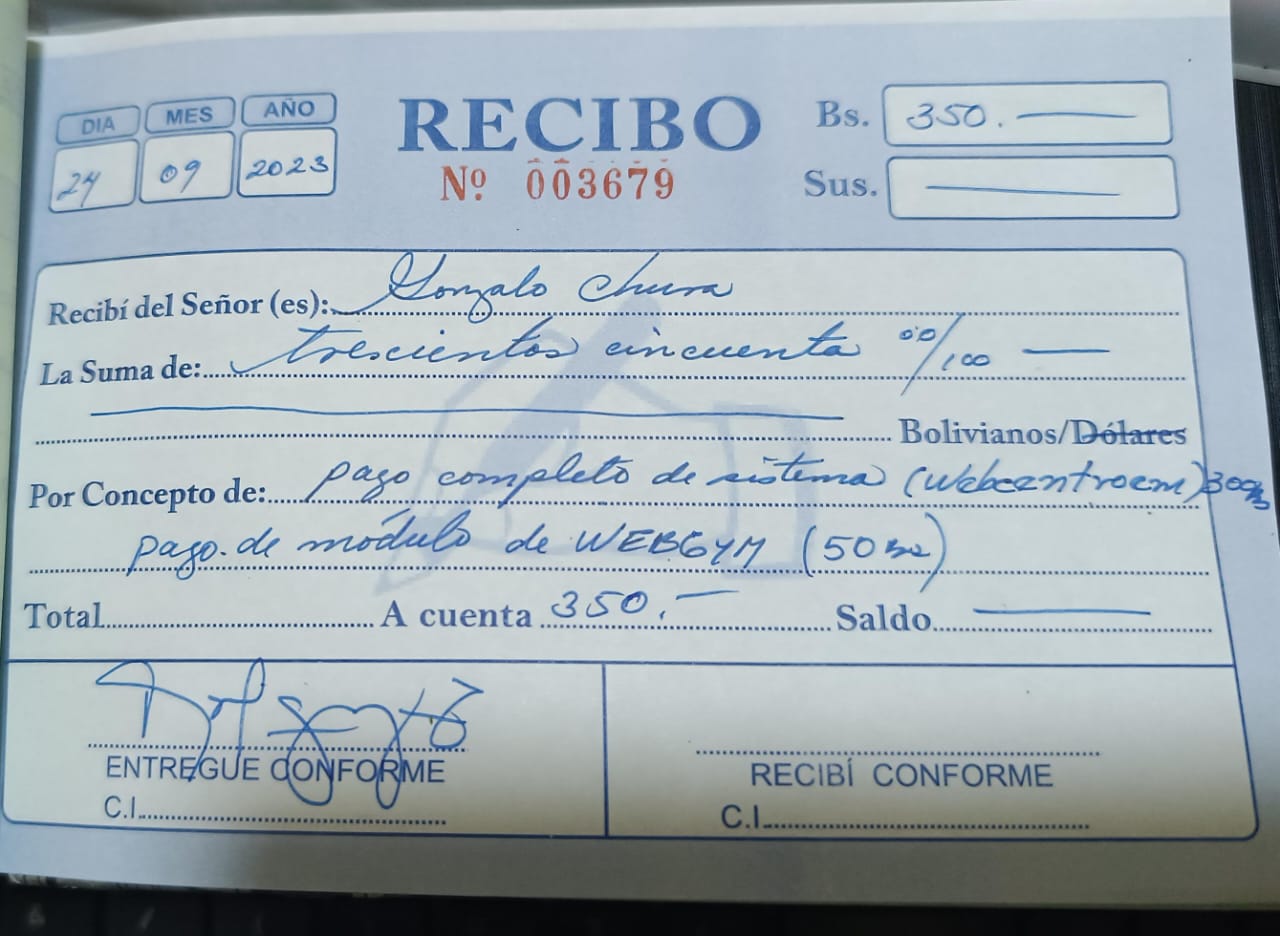 DIA MES AÑO
24 09 2023
RECIBO
Nº 003679
Bs. 350.
Sus.
Recibí del Señor (es): Gonzalo Chura
La Suma de: trescientos cincuenta 00/100
Bolivianos/Dólares
Por Concepto de: pago completo de sistema (Webcentroem) 300Bs
pago. de módulo de WEBGYM (50 Bs)
Total A cuenta 350. Saldo
ENTREGUE CONFORME
C.I.
RECIBÍ CONFORME
C.I.